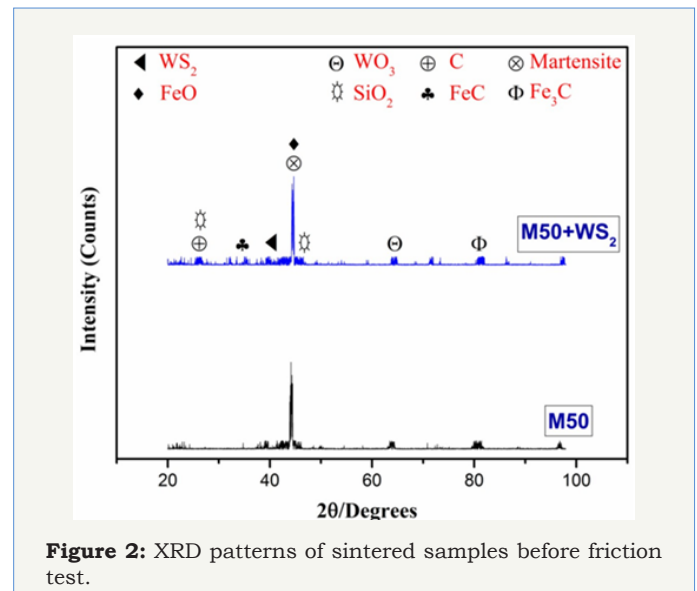 WS2 WO3 C Martensite
FeO SiO2 FeC Fe3C
M50+WS2
M50
Intensity (Counts)
20 40 60 80 100
2θ/Degrees
Figure 2: XRD patterns of sintered samples before friction
test.